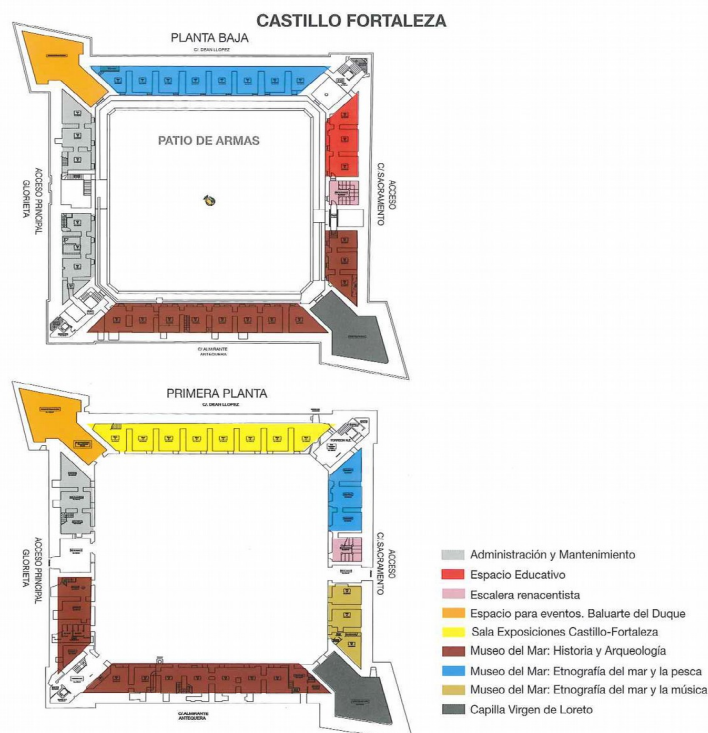 CASTILLO FORTALEZA
PLANTA BAJA
C/. DEAN LLOPEZ
PATIO DE ARMAS
ACCESO PRINCIPAL
GLORIETA
ACCESO
C/.SACRAMENTO
C/ ALMIRANTE
ANTEQUERA
PRIMERA PLANTA
C/. DEAN LLOPEZ
TORREON N.E.
ACCESO PRINCIPAL
GLORIETA
ACCESO
C/.SACRAMENTO
C/. ALMIRANTE
ANTEQUERA
Administración y Mantenimiento
Espacio Educativo
Escalera renacentista
Espacio para eventos. Baluarte del Duque
Sala Exposiciones Castillo-Fortaleza
Museo del Mar: Historia y Arqueología
Museo del Mar: Etnografía del mar y la pesca
Museo del Mar: Etnografía del mar y la música
Capilla Virgen de Loreto